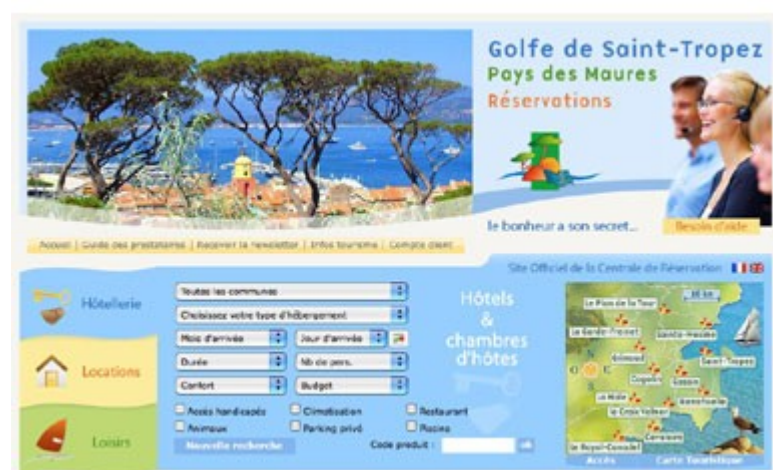 Golfe de Saint-Tropez
Pays des Maures
Réservations
le bonheur a son secret...
Besoin d'aide
Accueil | Guide des prestataires | Recevoir la newsletter | Infos tourisme | Compte client
Site Officiel de la Centrale de Réservation
Hôtellerie
Locations
Loisirs
Toutes les communes
Choisissez votre type d'hébergement
Mois d'arrivée
Jour d'arrivée
Durée
Nb de pers.
Confort
Budget
Accès handicapés
Climatisation
Restaurant
Animaux
Parking privé
Piscine
Nouvelle recherche
Code produit :
ok
Hôtels
&
chambres
d'hôtes
10 km
Le Plan de la Tour
La Garde-Freinet
Sainte-Maxime
N
Grimaud
Saint-Tropez
O
E
Cogolin
Gassin
S
La Môle
Ramatuelle
la Croix Valmer
Cavalaire
le Rayol-Canadel
Accès
Carte Touristique